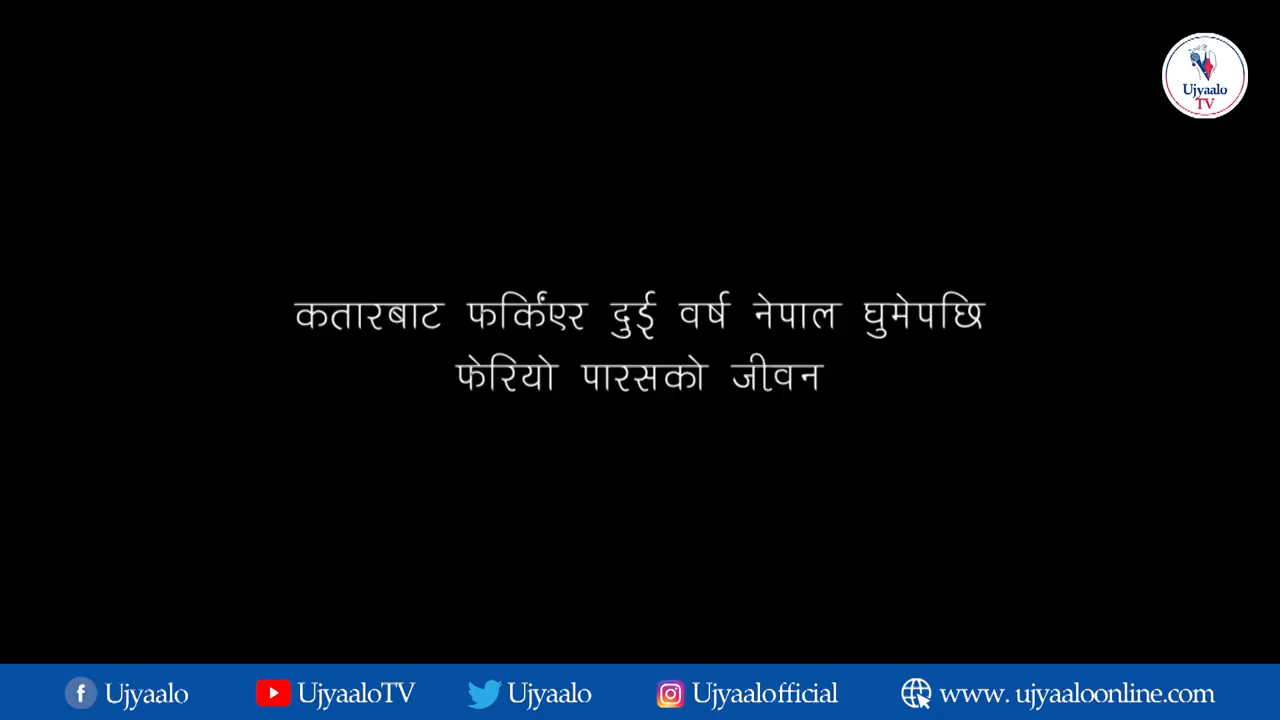 Ujyaalo
TV
कतारबाट फर्किंएर दुई वर्ष नेपाल घुमेपछि
फेरियो पारसको जीवन
Ujyaalo UjyaaloTV Ujyaalo Ujyaalofficial www. ujyaaloonline.com